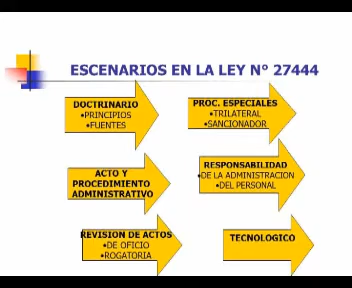 ESCENARIOS EN LA LEY N° 27444
DOCTRINARIO
•PRINCIPIOS
•FUENTES
PROC. ESPECIALES
•TRILATERAL
•SANCIONADOR
ACTO Y
PROCEDIMIENTO
ADMINISTRATIVO
RESPONSABILIDAD
•DE LA ADMINISTRACION
•DEL PERSONAL
REVISION DE ACTOS
•DE OFICIO
•ROGATORIA
TECNOLOGICO